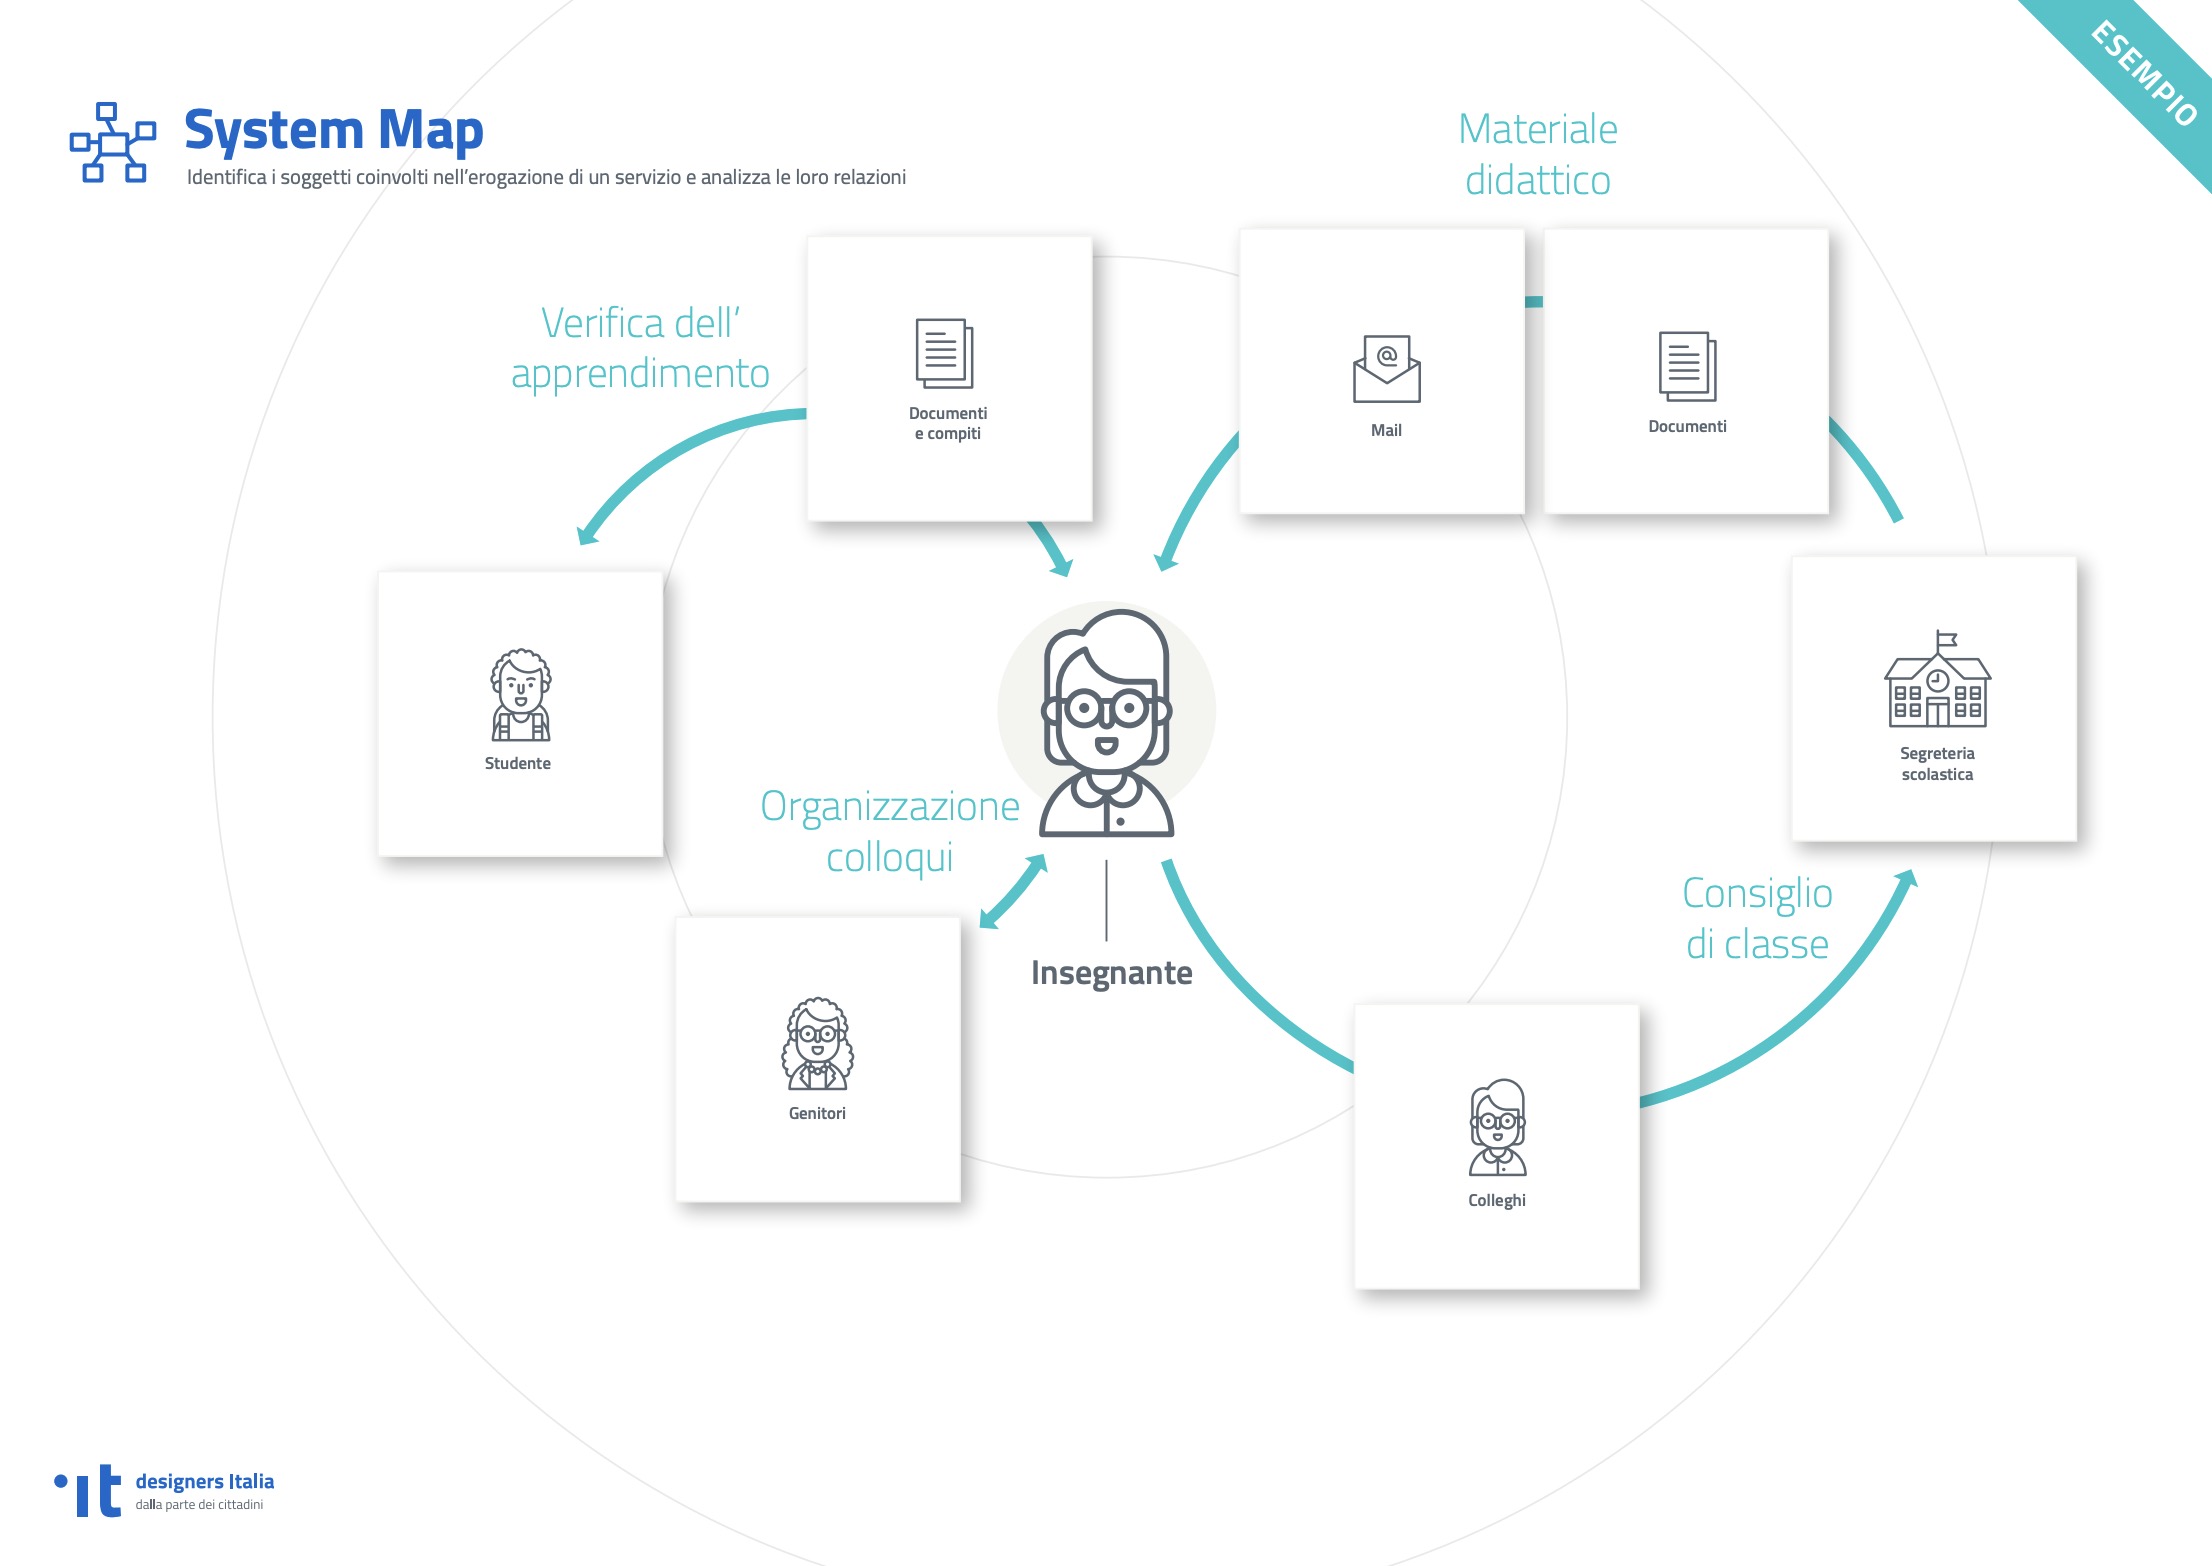 ESEMPIO
System Map
Identifica i soggetti coinvolti nell'erogazione di un servizio e analizza le loro relazioni
Materiale
didattico
Verifica dell'
apprendimento
Documenti
e compiti
Mail
Documenti
Studente
Segreteria
scolastica
Organizzazione
colloqui
Insegnante
Consiglio
di classe
Genitori
Colleghi
it designers Italia
dalla parte dei cittadini